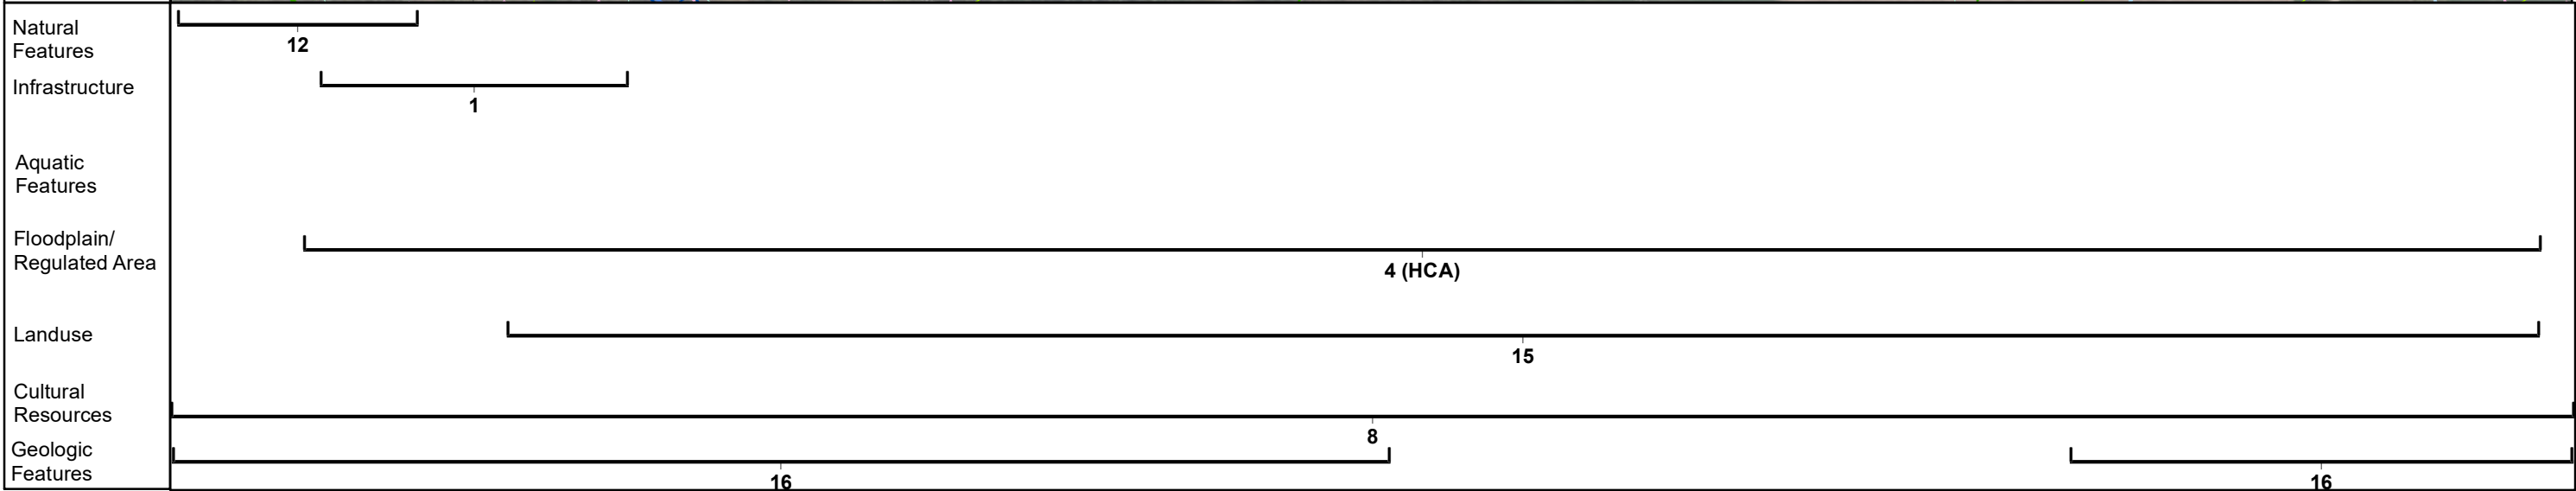 Natural
Features
12
Infrastructure
1
Aquatic
Features
Floodplain/
Regulated Area
4 (HCA)
Landuse
15
Cultural
Resources
8
Geologic
Features
16
16